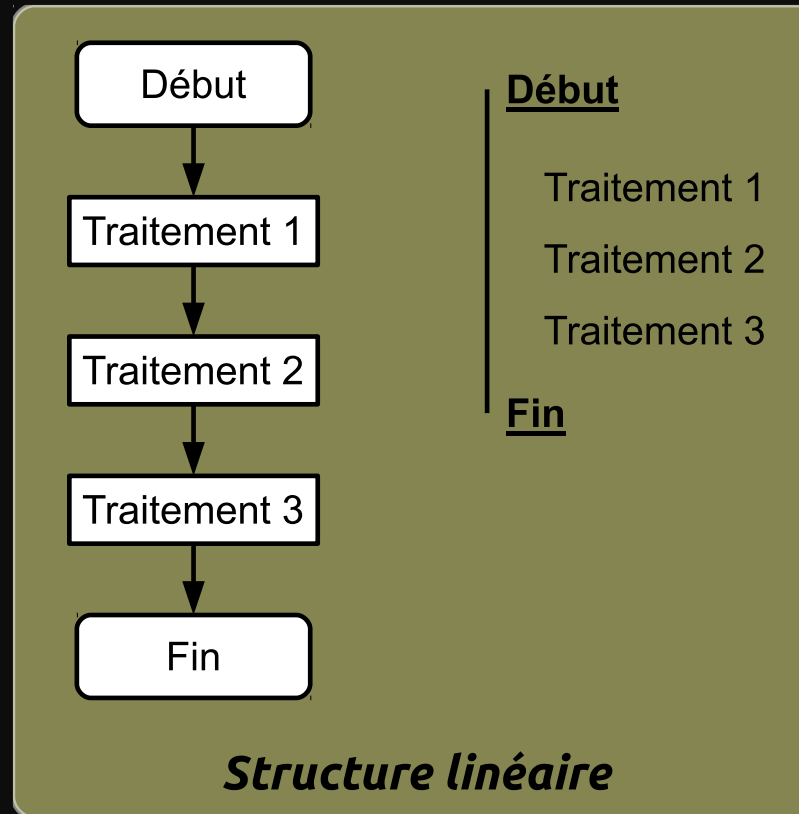 Début
Traitement 1
Traitement 2
Traitement 3
Fin
Début
Traitement 1
Traitement 2
Traitement 3
Fin
Structure linéaire